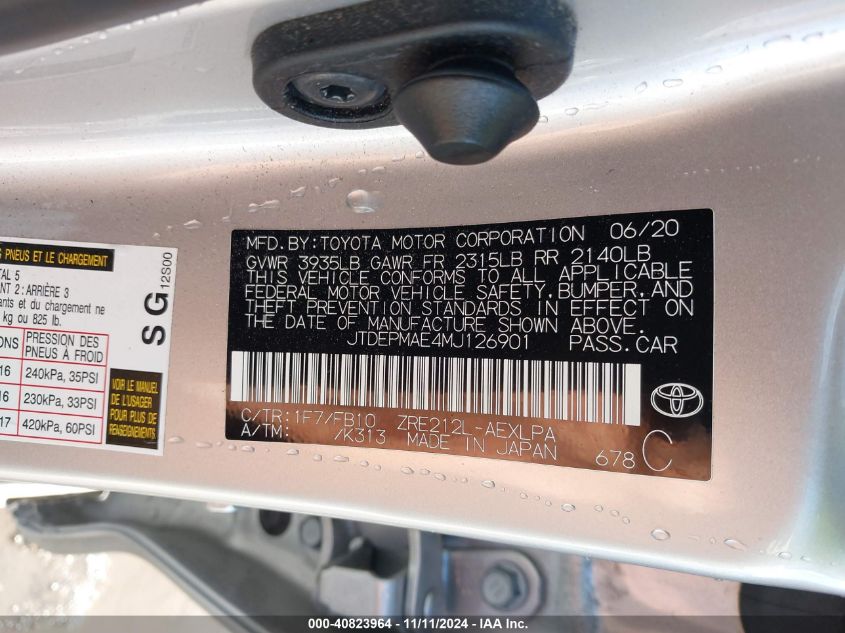 MFD. BY: TOYOTA MOTOR CORPORATION 06/20
GVWR 3935LB GAWR FR 2315LB RR 2140LB
THIS VEHICLE CONFORMS TO ALL APPLICABLE
FEDERAL MOTOR VEHICLE SAFETY, BUMPER, AND
THEFT PREVENTION STANDARDS IN EFFECT ON
THE DATE OF MANUFACTURE SHOWN ABOVE.
JTDEPMAE4MJ126901 PASS. CAR
C/TR: 1F7/FB10 ZRE212L-AEXLPA
A/TM: /K313 MADE IN JAPAN 678 C
PNEUS ET LE CHARGEMENT
TAL 5
NT 2 : ARRIÈRE 3
ants et du chargement ne
kg ou 825 lb.
ONS PRESSION DES PNEUS À FROID
16 240kPa, 35PSI
16 230kPa, 33PSI
17 420kPa, 60PSI
SG 12S00
VOIR LE MANUEL
DE L'USAGER
POUR PLUS DE
RENSEIGNEMENTS
000-40823964 - 11/11/2024 - IAA Inc.